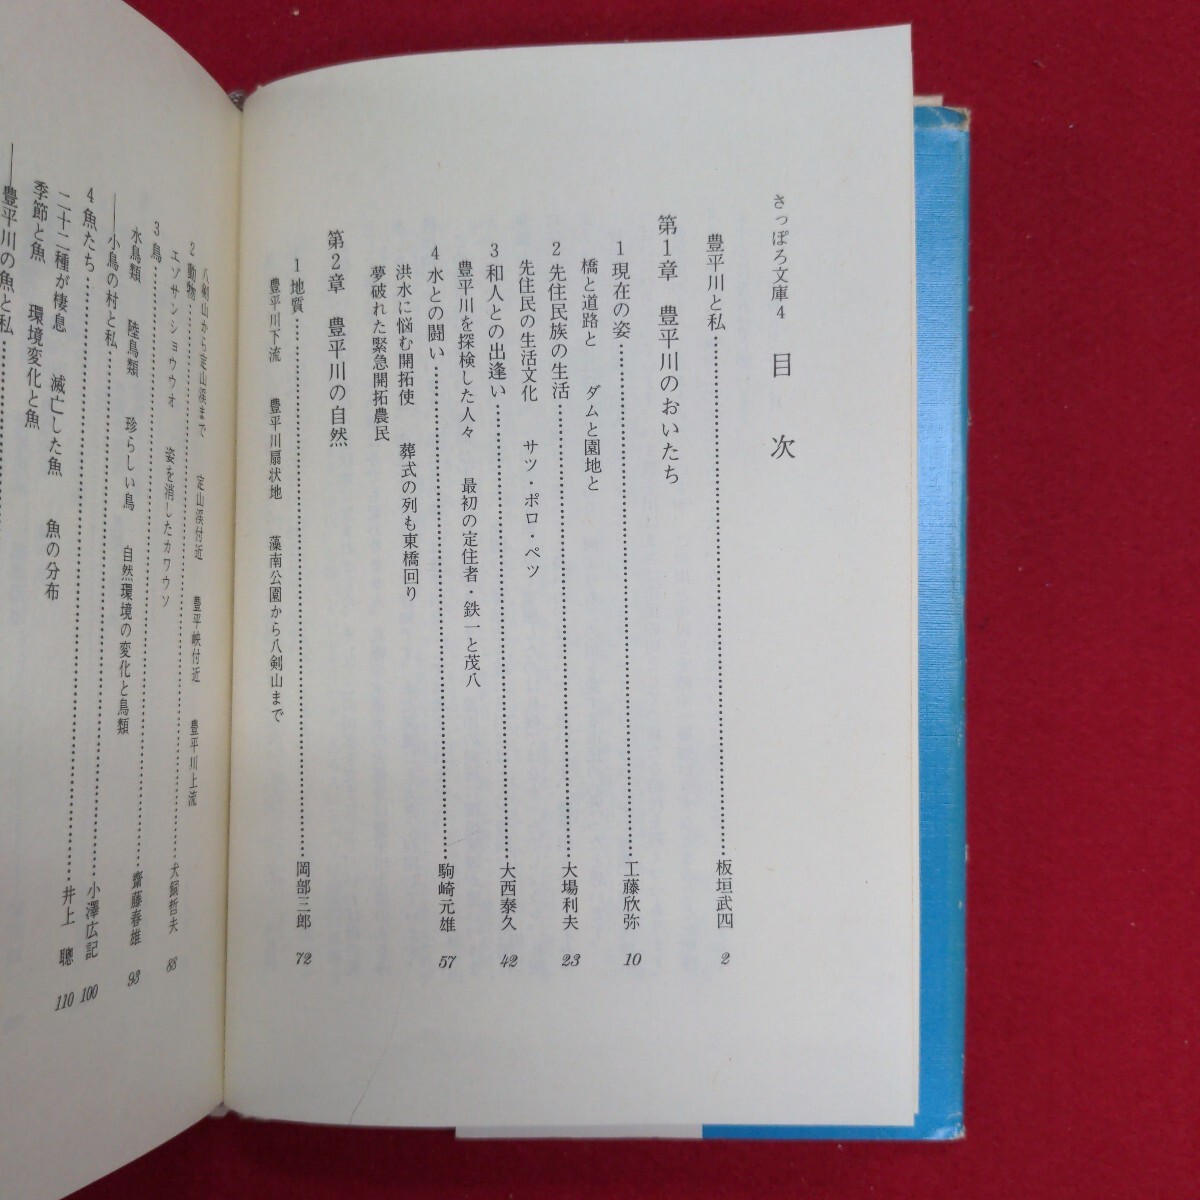 さっぽろ文庫4　目次
豊平川と私……板垣武四 2
第1章　豊平川のおいたち
1 現在の姿……工藤欣弥 10
橋と道路と　ダムと園地と
2 先住民族の生活……大場利夫 23
先住民の生活文化　サツ・ポロ・ペツ
3 和人との出逢い……大西泰久 42
豊平川を探検した人々　最初の定住者・鉄一と茂八
4 水との闘い……駒崎元雄 57
洪水に悩む開拓使　葬式の列も東橋回り
夢破れた緊急開拓農民
第2章　豊平川の自然
1 地質……岡部三郎 72
豊平川下流　豊平川扇状地　藻南公園から八剣山まで
八剣山から定山渓まで　定山渓付近　豊平峡付近　豊平川上流
2 動物……犬飼哲夫 88
エゾサンショウウオ　姿を消したカワウソ
3 鳥……齋藤春雄 93
水鳥類　陸鳥類　珍らしい鳥　自然環境の変化と鳥類
――小鳥の村と私……小澤広記 100
4 魚たち……井上聰 110
二十二種が棲息　滅亡した魚　魚の分布
季節と魚　環境変化と魚
――豊平川の魚と私……